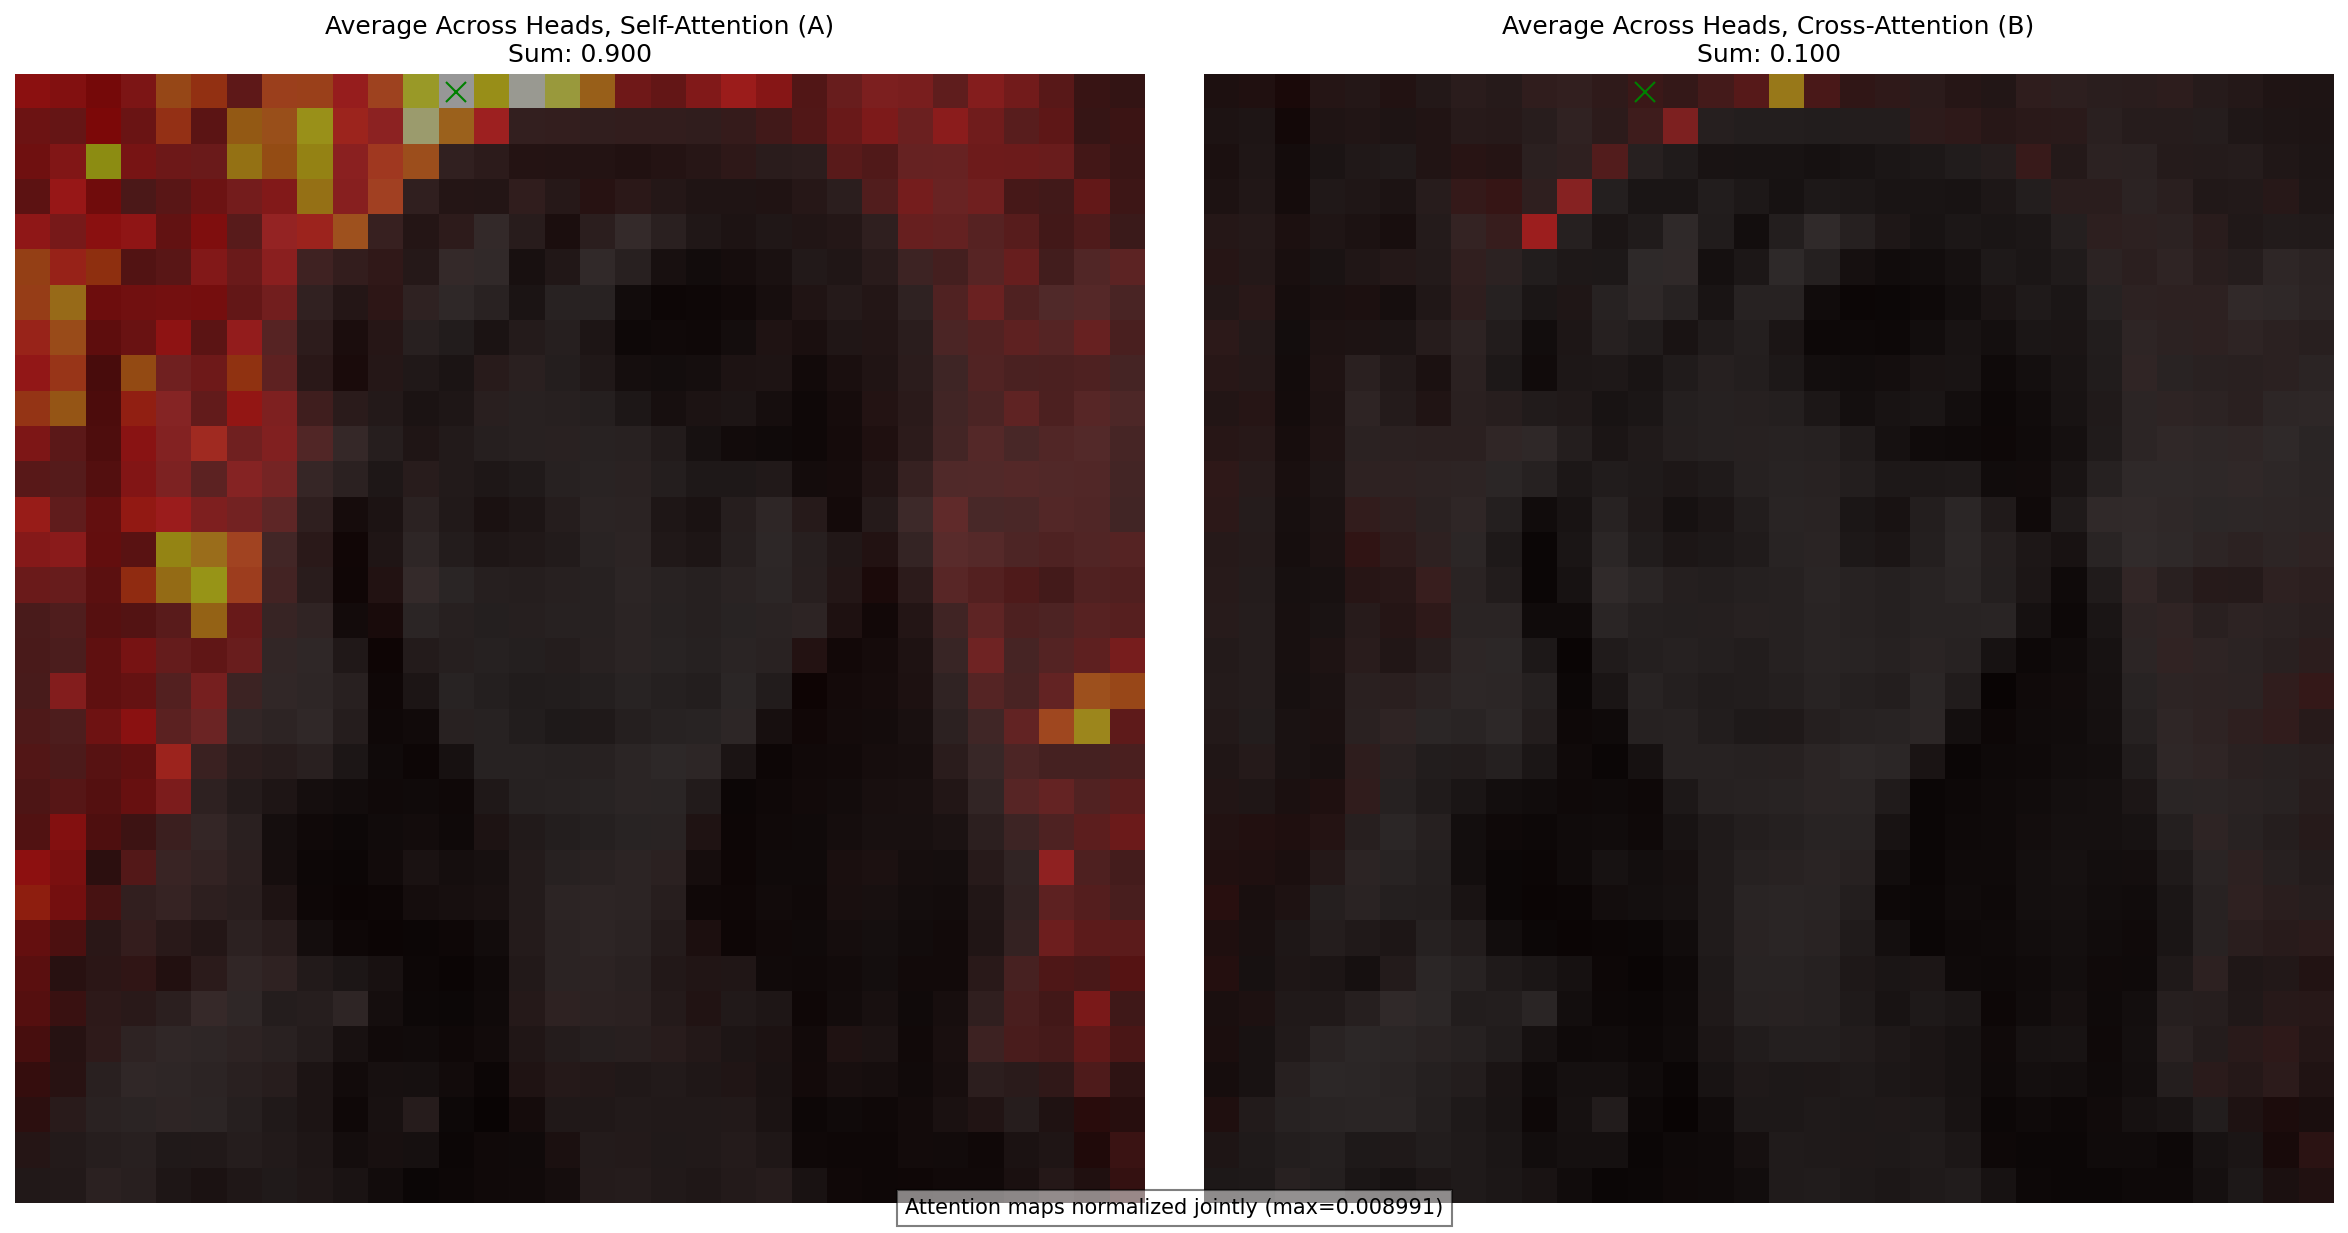 Average Across Heads, Self-Attention (A)
Sum: 0.900
Average Across Heads, Cross-Attention (B)
Sum: 0.100
Attention maps normalized jointly (max=0.008991)